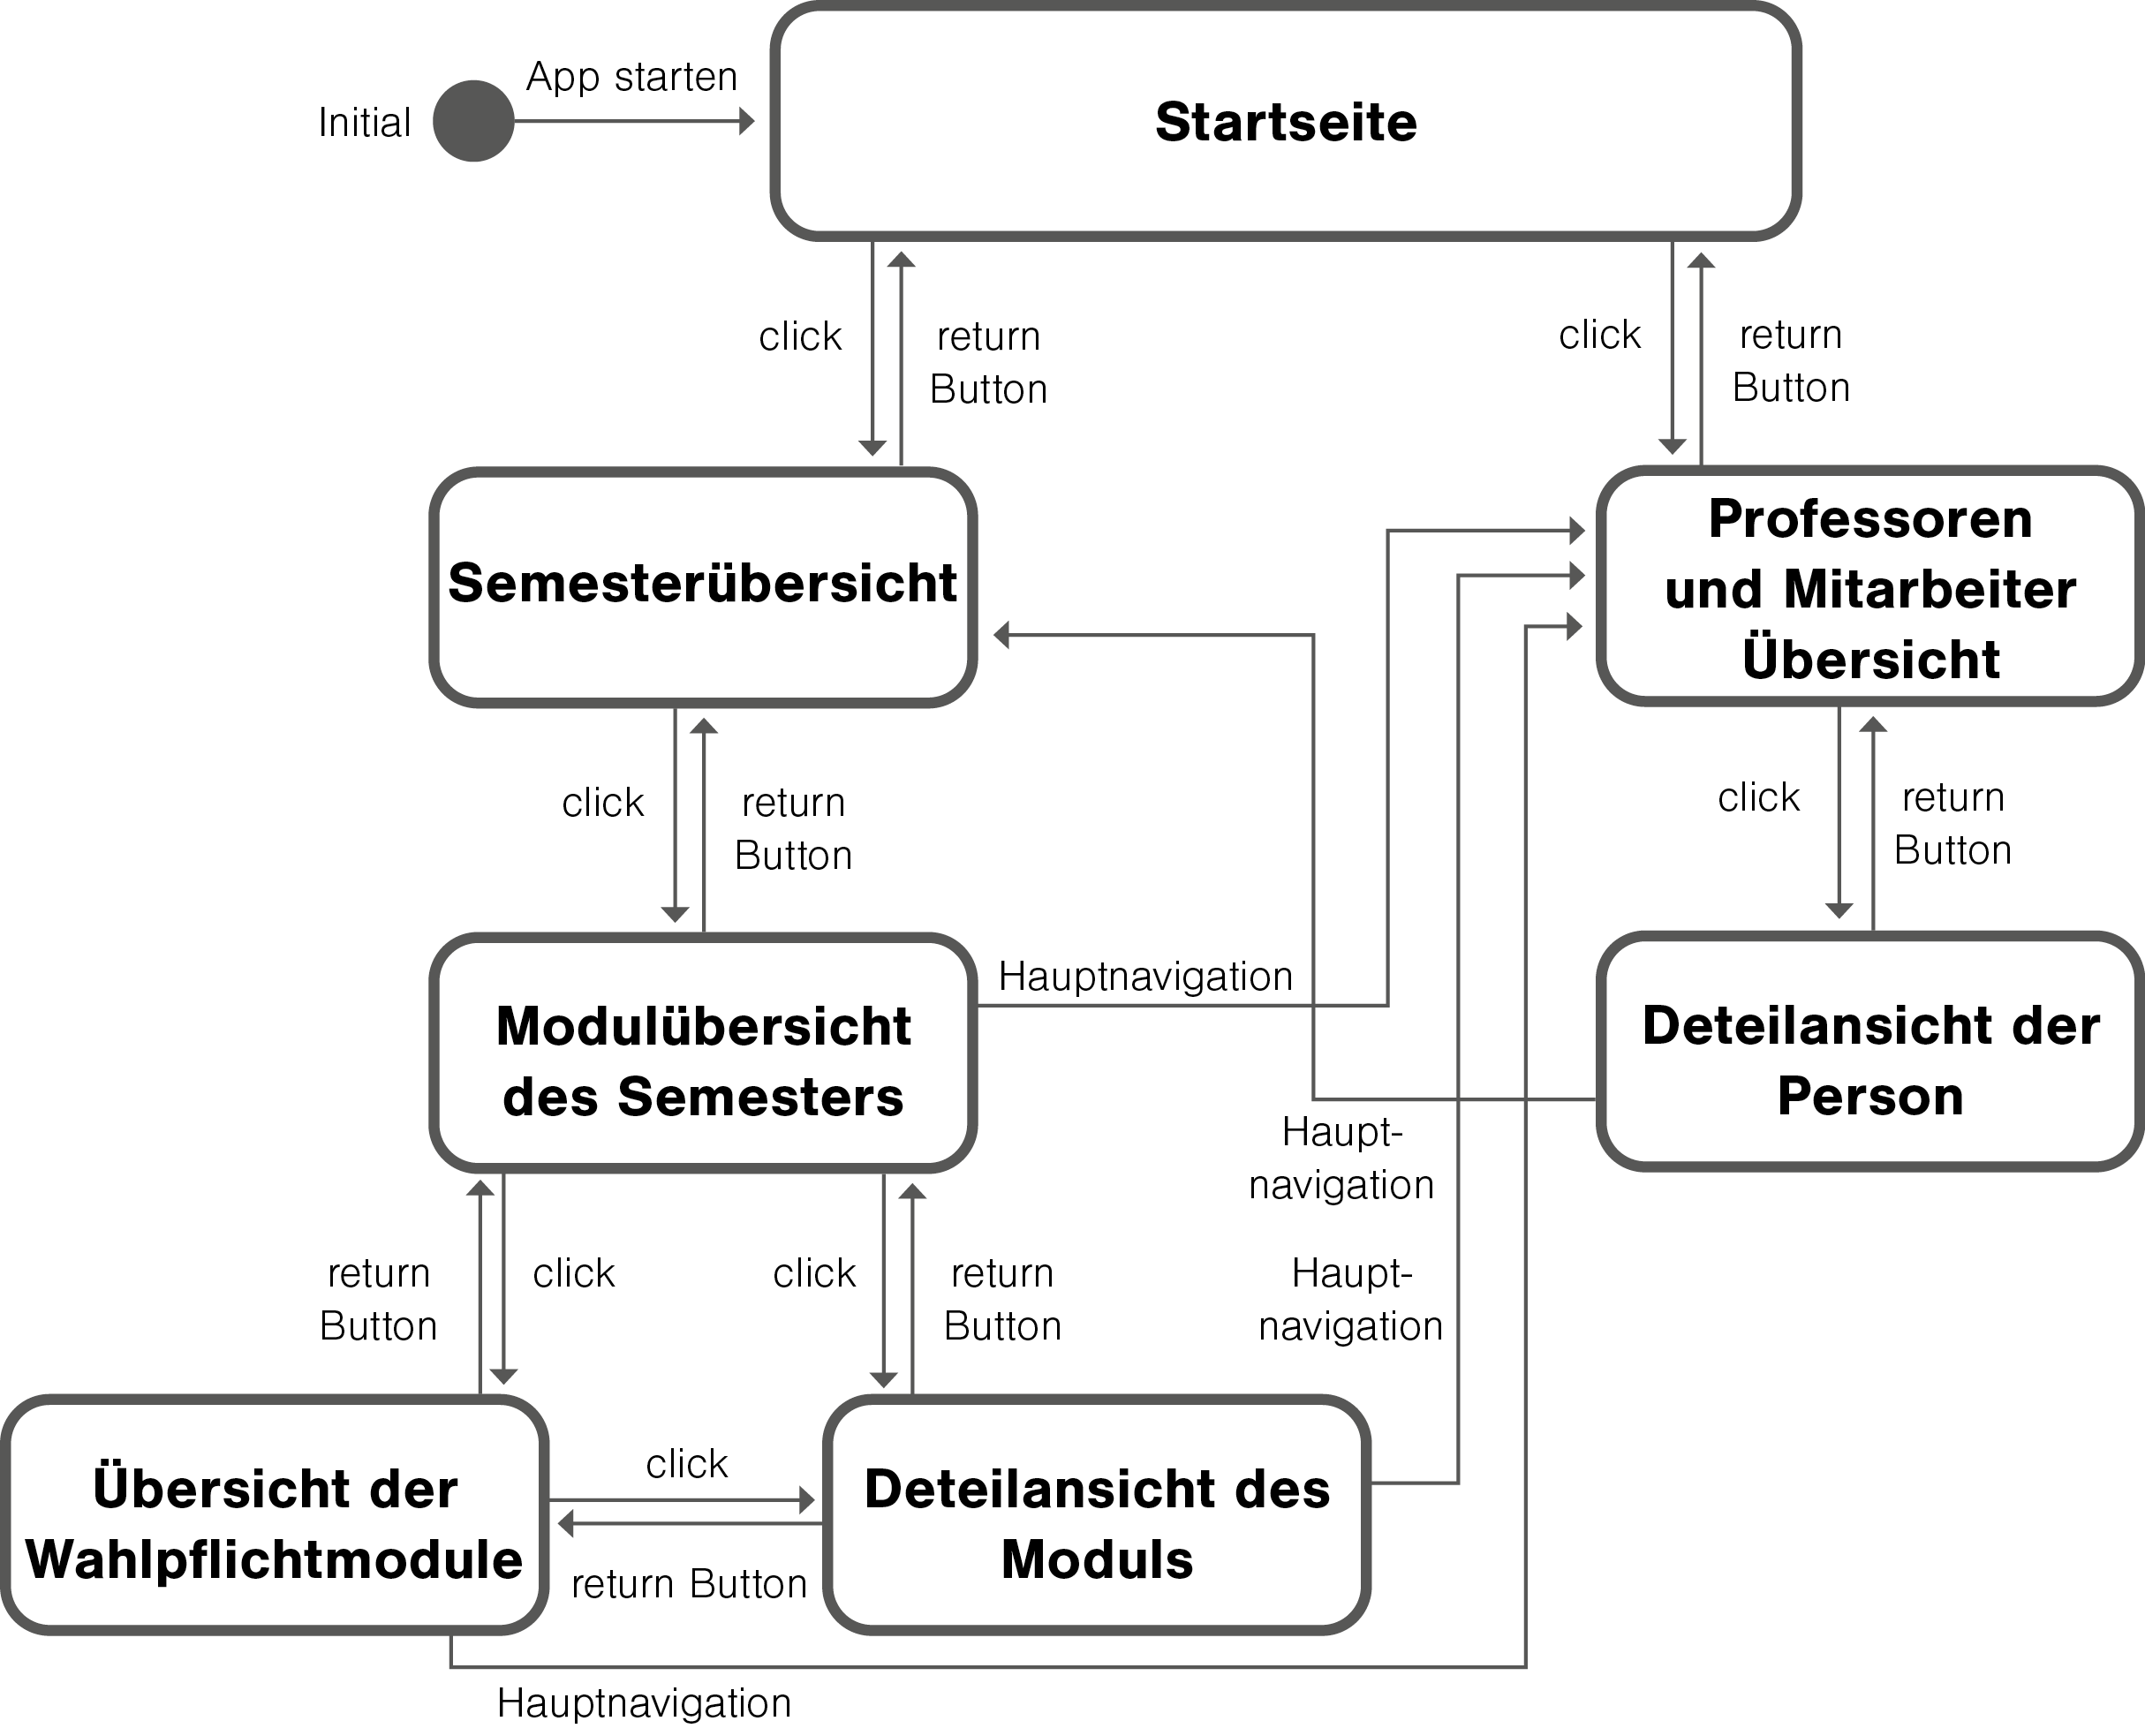 App starten
Initial
Startseite
click
return
Button
click
return
Button
Semesterübersicht
Professoren
und Mitarbeiter
Übersicht
click
return
Button
click
return
Button
Modulübersicht
des Semesters
Hauptnavigation
Deteilansicht der
Person
Haupt-
navigation
return
Button
click
click
return
Button
Haupt-
navigation
Übersicht der
Wahlpflichtmodule
click
return Button
Deteilansicht des
Moduls
Hauptnavigation